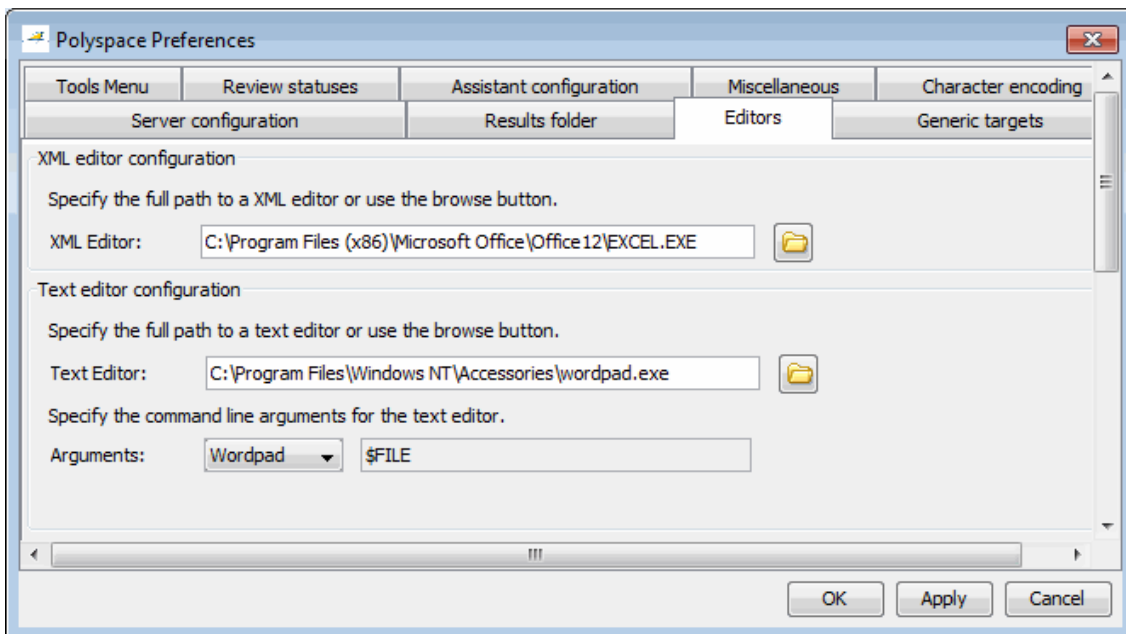 Polyspace Preferences
Tools Menu Review statuses Assistant configuration Miscellaneous Character encoding
Server configuration Results folder Editors Generic targets
XML editor configuration
Specify the full path to a XML editor or use the browse button.
XML Editor: C:\Program Files (x86)\Microsoft Office\Office12\EXCEL.EXE
Text editor configuration
Specify the full path to a text editor or use the browse button.
Text Editor: C:\Program Files\Windows NT\Accessories\wordpad.exe
Specify the command line arguments for the text editor.
Arguments: Wordpad $FILE
OK Apply Cancel